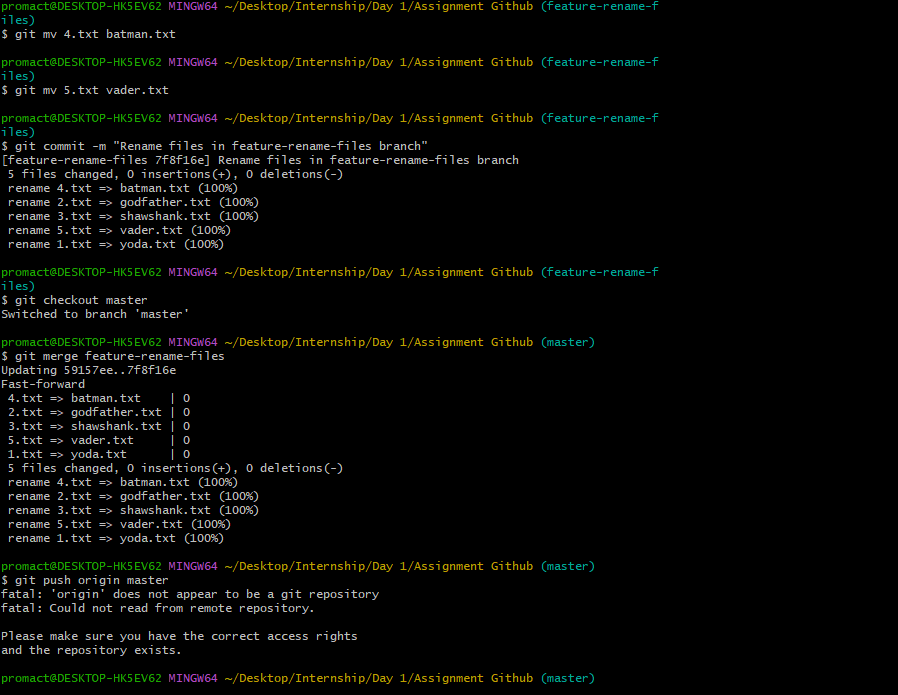 promact@DESKTOP-HK5EV62 MINGW64 ~/Desktop/Internship/Day 1/Assignment Github (feature-rename-f
iles)
$ git mv 4.txt batman.txt
promact@DESKTOP-HK5EV62 MINGW64 ~/Desktop/Internship/Day 1/Assignment Github (feature-rename-f
iles)
$ git mv 5.txt vader.txt
promact@DESKTOP-HK5EV62 MINGW64 ~/Desktop/Internship/Day 1/Assignment Github (feature-rename-f
iles)
$ git commit -m "Rename files in feature-rename-files branch"
[feature-rename-files 7f8f16e] Rename files in feature-rename-files branch
 5 files changed, 0 insertions(+), 0 deletions(-)
 rename 4.txt => batman.txt (100%)
 rename 2.txt => godfather.txt (100%)
 rename 3.txt => shawshank.txt (100%)
 rename 5.txt => vader.txt (100%)
 rename 1.txt => yoda.txt (100%)
promact@DESKTOP-HK5EV62 MINGW64 ~/Desktop/Internship/Day 1/Assignment Github (feature-rename-f
iles)
$ git checkout master
Switched to branch 'master'
promact@DESKTOP-HK5EV62 MINGW64 ~/Desktop/Internship/Day 1/Assignment Github (master)
$ git merge feature-rename-files
Updating 59157ee..7f8f16e
Fast-forward
 4.txt => batman.txt    | 0
 2.txt => godfather.txt | 0
 3.txt => shawshank.txt | 0
 5.txt => vader.txt     | 0
 1.txt => yoda.txt      | 0
 5 files changed, 0 insertions(+), 0 deletions(-)
 rename 4.txt => batman.txt (100%)
 rename 2.txt => godfather.txt (100%)
 rename 3.txt => shawshank.txt (100%)
 rename 5.txt => vader.txt (100%)
 rename 1.txt => yoda.txt (100%)
promact@DESKTOP-HK5EV62 MINGW64 ~/Desktop/Internship/Day 1/Assignment Github (master)
$ git push origin master
fatal: 'origin' does not appear to be a git repository
fatal: Could not read from remote repository.
Please make sure you have the correct access rights
and the repository exists.
promact@DESKTOP-HK5EV62 MINGW64 ~/Desktop/Internship/Day 1/Assignment Github (master)